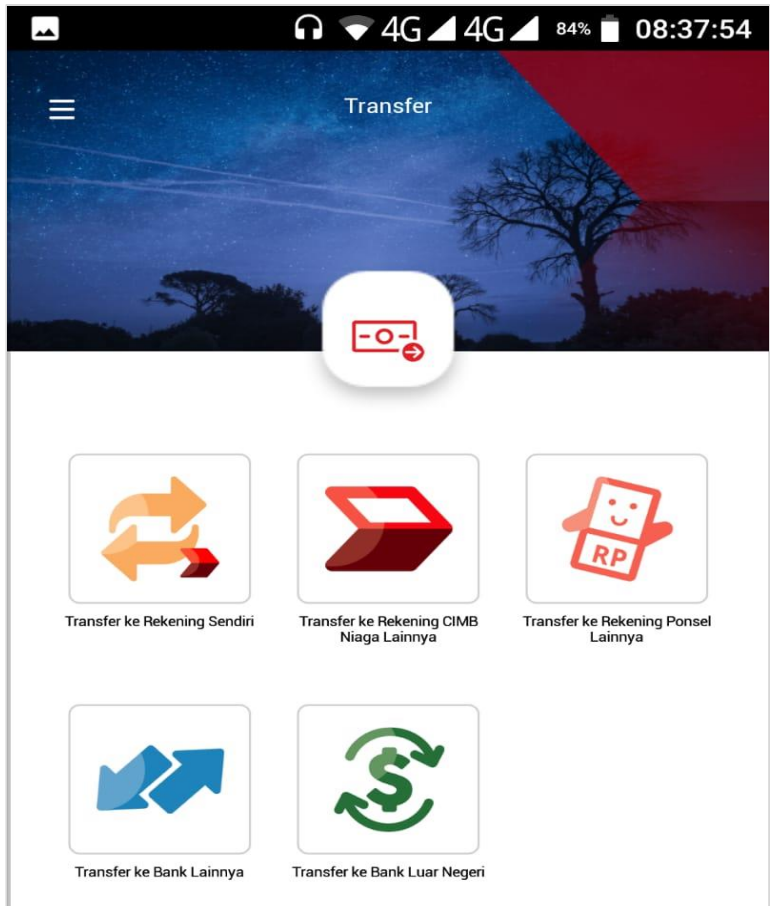 4G 4G 84% 08:37:54
Transfer
RP
Transfer ke Rekening Sendiri
Transfer ke Rekening CIMB
Niaga Lainnya
Transfer ke Rekening Ponsel
Lainnya
$
Transfer ke Bank Lainnya
Transfer ke Bank Luar Negeri